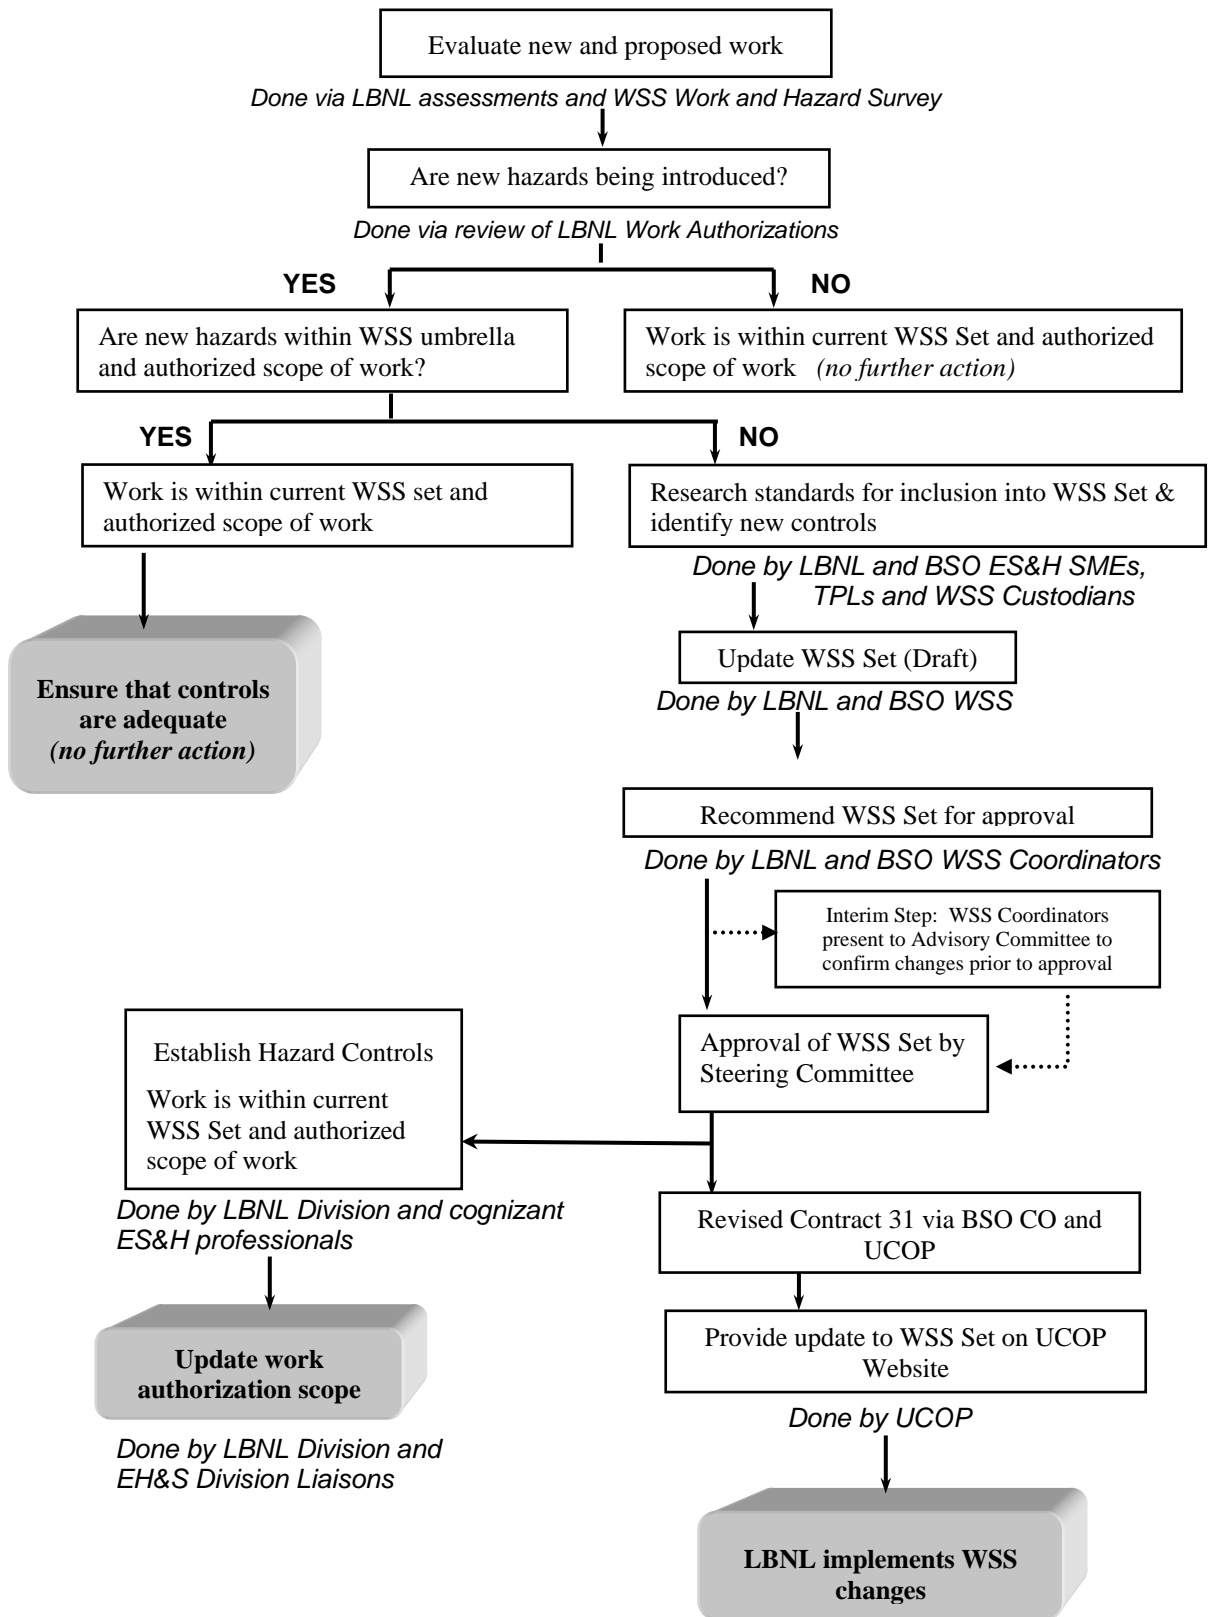 Evaluate new and proposed work
Done via LBNL assessments and WSS Work and Hazard Survey
Are new hazards being introduced?
Done via review of LBNL Work Authorizations
YES
NO
Are new hazards within WSS umbrella
and authorized scope of work?
Work is within current WSS Set and authorized
scope of work (no further action)
YES
NO
Work is within current WSS set and
authorized scope of work
Research standards for inclusion into WSS Set &
identify new controls
Done by LBNL and BSO ES&H SMEs,
TPLs and WSS Custodians
Ensure that controls
are adequate
(no further action)
Update WSS Set (Draft)
Done by LBNL and BSO WSS
Recommend WSS Set for approval
Done by LBNL and BSO WSS Coordinators
Interim Step: WSS Coordinators
present to Advisory Committee to
confirm changes prior to approval
Approval of WSS Set by
Steering Committee
Establish Hazard Controls
Work is within current
WSS Set and authorized
scope of work
Done by LBNL Division and cognizant
ES&H professionals
Revised Contract 31 via BSO CO and
UCOP
Provide update to WSS Set on UCOP
Website
Done by UCOP
Update work
authorization scope
Done by LBNL Division and
EH&S Division Liaisons
LBNL implements WSS
changes